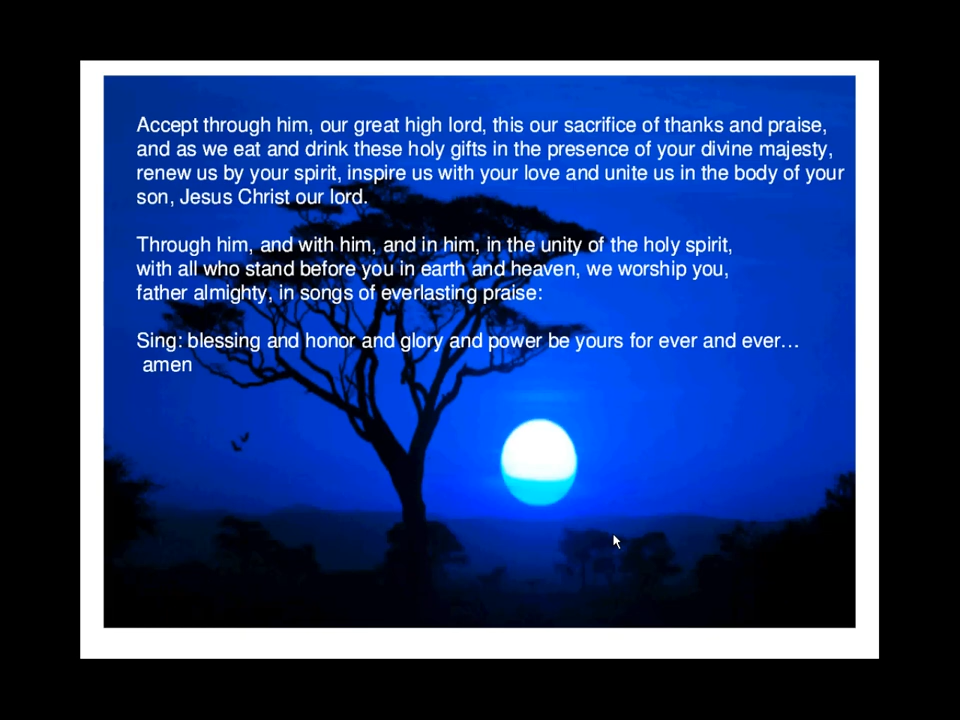 Accept through him, our great high lord, this our sacrifice of thanks and praise,
and as we eat and drink these holy gifts in the presence of your divine majesty,
renew us by your spirit, inspire us with your love and unite us in the body of your
son, Jesus Christ our lord.
Through him, and with him, and in him, in the unity of the holy spirit,
with all who stand before you in earth and heaven, we worship you,
father almighty, in songs of everlasting praise:
Sing: blessing and honor and glory and power be yours for ever and ever…
amen